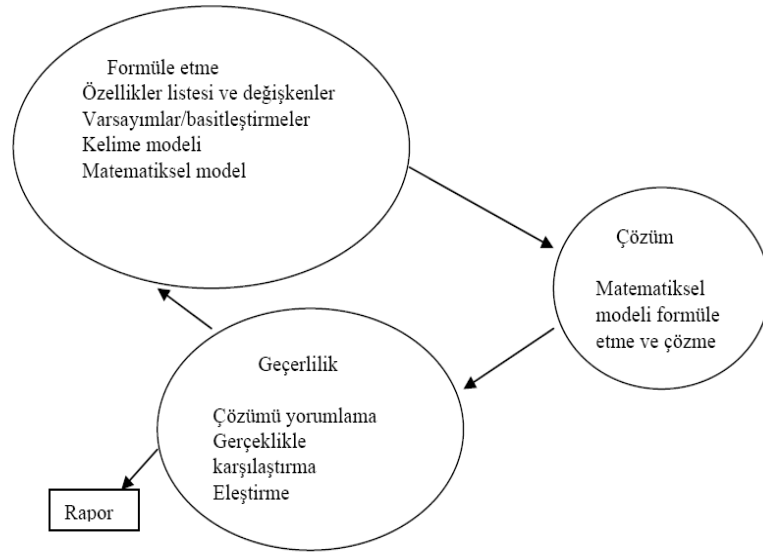 Formüle etme
Özellikler listesi ve değişkenler
Varsayımlar/basitleştirmeler
Kelime modeli
Matematiksel model
Çözüm
Matematiksel
modeli formüle
etme ve çözme
Geçerlilik
Çözümü yorumlama
Gerçeklikle
karşılaştırma
Eleştirme
Rapor